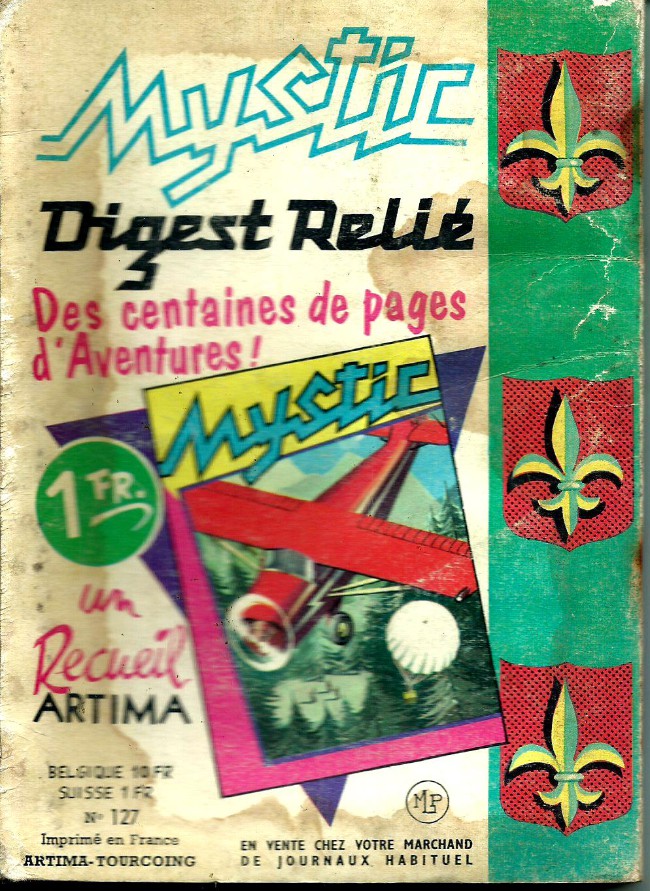 Mystic
Digest Relié
Des centaines de pages
d'Aventures!
Mystic
1 FR.
un
Recueil
ARTIMA
BELGIQUE 10 FR
SUISSE 1 FR
N° 127
Imprimé en France
ARTIMA-TOURCOING
MLP
EN VENTE CHEZ VOTRE MARCHAND
DE JOURNAUX HABITUEL